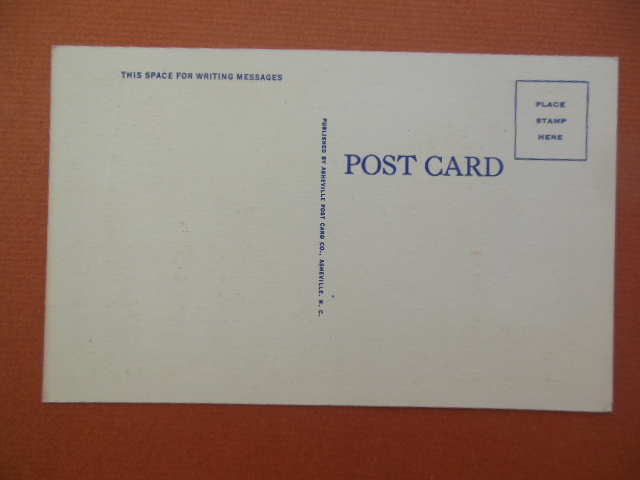 THIS SPACE FOR WRITING MESSAGES
PUBLISHED BY ASHEVILLE POST CARD CO., ASHEVILLE, N. C.
POST CARD
PLACE
STAMP
HERE